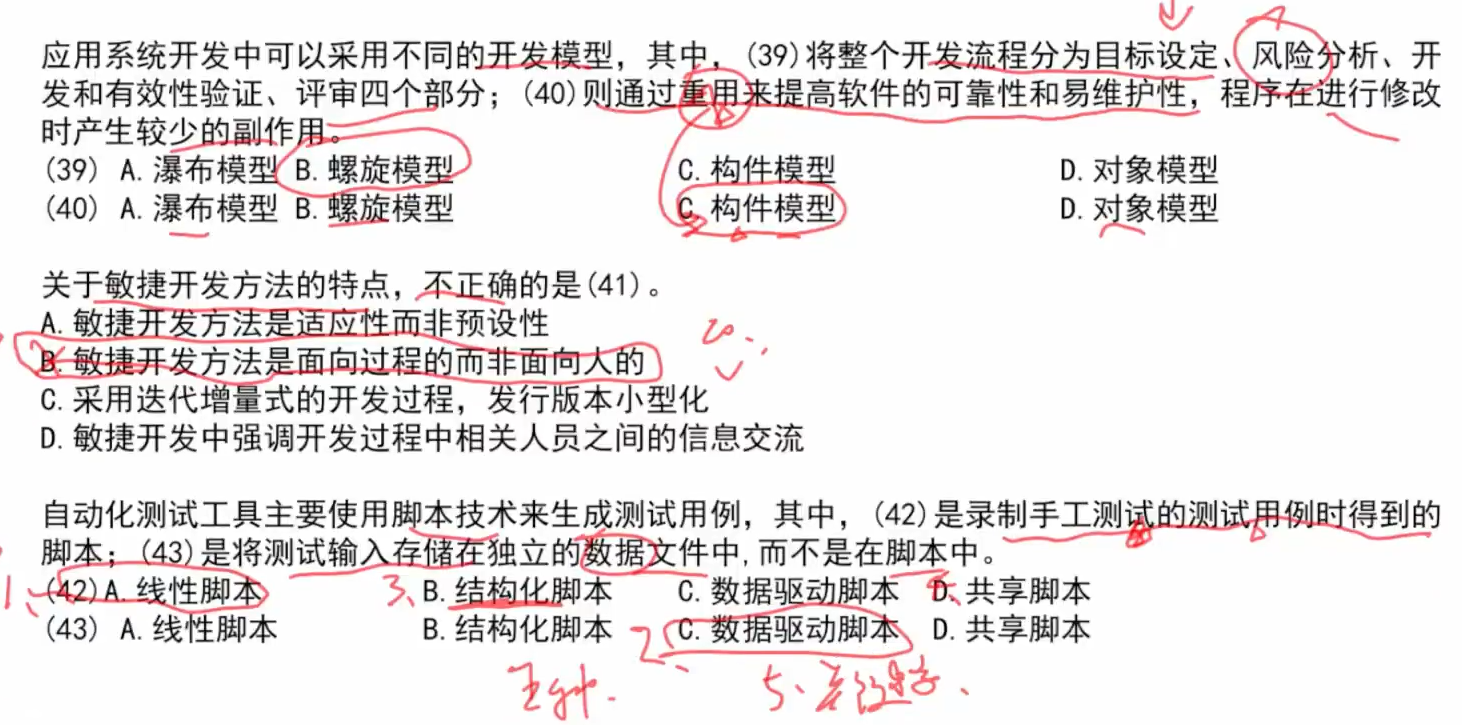 应用系统开发中可以采用不同的开发模型，其中，(39)将整个开发流程分为目标设定、风险分析、开
发和有效性验证、评审四个部分；(40)则通过重用来提高软件的可靠性和易维护性，程序在进行修改
时产生较少的副作用。
(39) A.瀑布模型 B.螺旋模型 C.构件模型 D.对象模型
(40) A.瀑布模型 B.螺旋模型 C.构件模型 D.对象模型
关于敏捷开发方法的特点，不正确的是(41)。
A.敏捷开发方法是适应性而非预设性
B.敏捷开发方法是面向过程的而非面向人的
C.采用迭代增量式的开发过程，发行版本小型化
D.敏捷开发中强调开发过程中相关人员之间的信息交流
自动化测试工具主要使用脚本技术来生成测试用例，其中，(42)是录制手工测试的测试用例时得到的
脚本；(43)是将测试输入存储在独立的数据文件中,而不是在脚本中。
1、(42)A.线性脚本 3、B.结构化脚本 C.数据驱动脚本 D.共享脚本
(43) A.线性脚本 B.结构化脚本 2、C.数据驱动脚本 D.共享脚本
5、